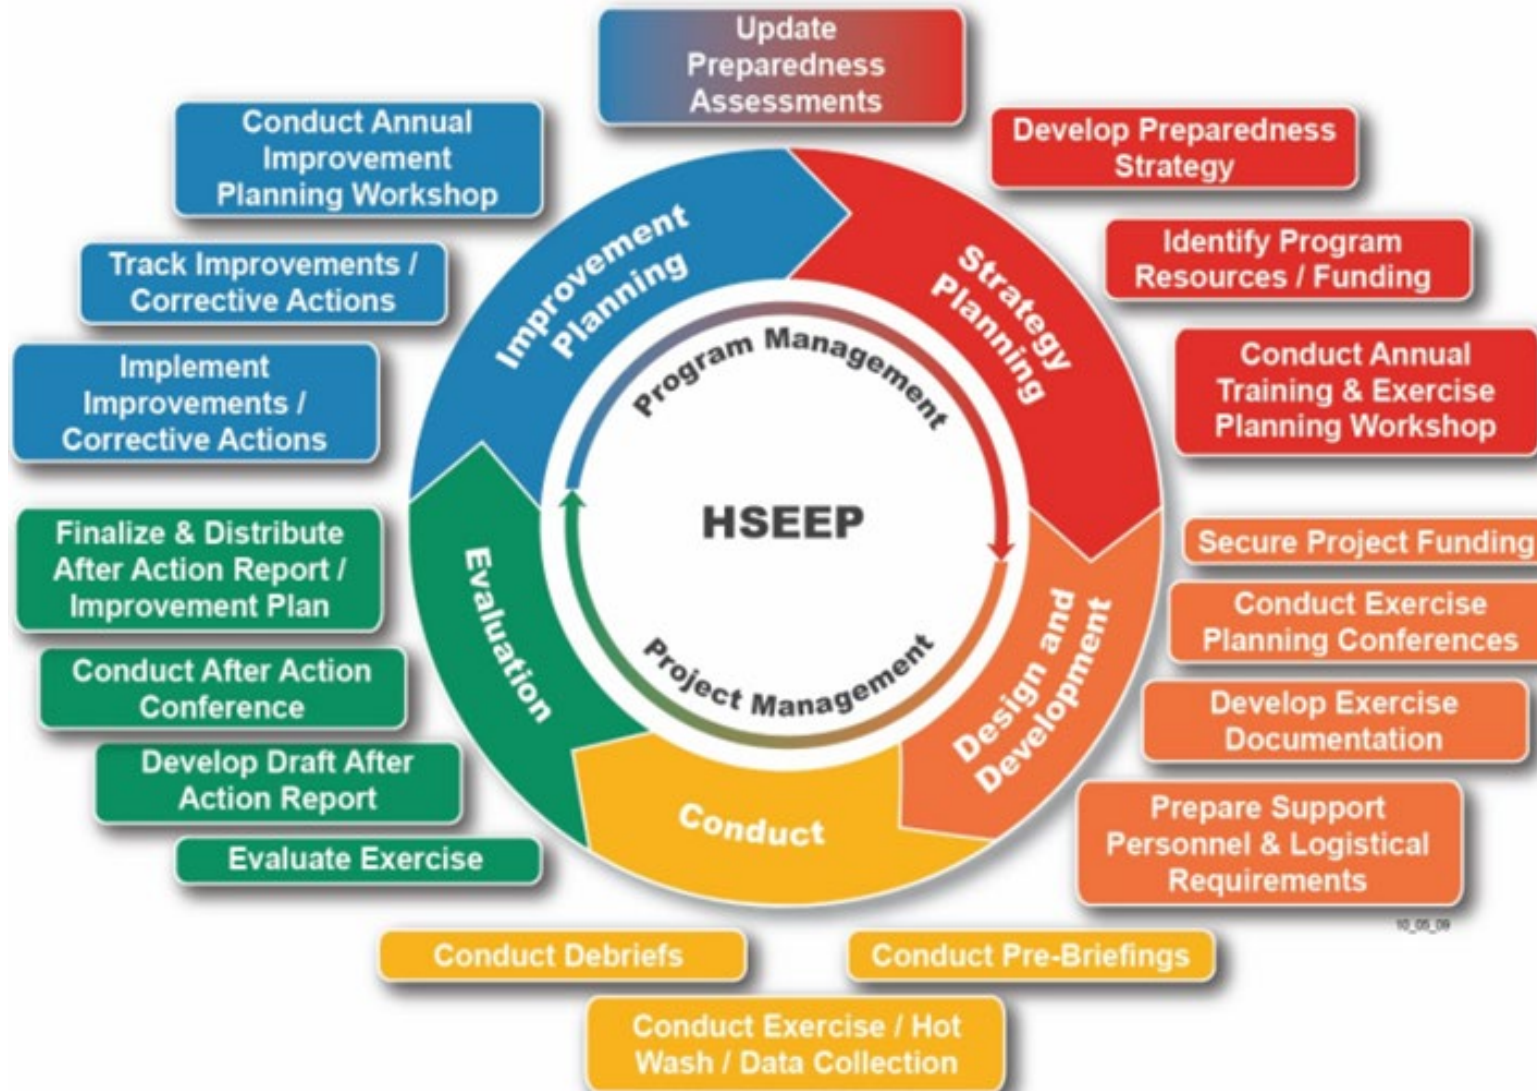 Update
Preparedness
Assessments
Develop Preparedness
Strategy
Identify Program
Resources / Funding
Conduct Annual
Training & Exercise
Planning Workshop
Secure Project Funding
Conduct Exercise
Planning Conferences
Develop Exercise
Documentation
Prepare Support
Personnel & Logistical
Requirements
10_05_09
Conduct Pre-Briefings
Conduct Exercise / Hot
Wash / Data Collection
Conduct Debriefs
Evaluate Exercise
Develop Draft After
Action Report
Conduct After Action
Conference
Finalize & Distribute
After Action Report /
Improvement Plan
Implement
Improvements /
Corrective Actions
Track Improvements /
Corrective Actions
Conduct Annual
Improvement
Planning Workshop
Improvement
Planning
Strategy
Planning
Design and
Development
Conduct
Evaluation
Program Management
HSEEP
Project Management